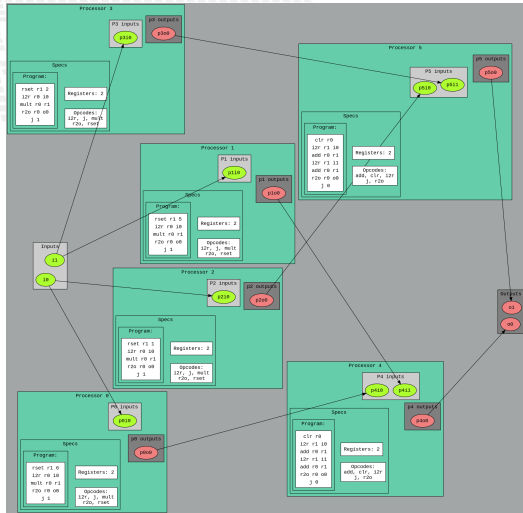 Processor 3
P3 inputs
p3i0
p3 outputs
p3o0
Specs
Program:
rset r1 2
i2r r0 i0
mult r0 r1
r2o r0 o0
j 1
Registers: 2
Opcodes:
i2r, j, mult
r2o, rset
Processor 5
P5 inputs
p5i0
p5i1
p5 outputs
p5o0
Specs
Program:
clr r0
i2r r1 i0
add r0 r1
i2r r1 i1
add r0 r1
r2o r0 o0
j 0
Registers: 2
Opcodes:
add, clr, i2r
j, r2o
Processor 1
P1 inputs
p1i0
p1 outputs
p1o0
Specs
Program:
rset r1 5
i2r r0 i0
mult r0 r1
r2o r0 o0
j 1
Registers: 2
Opcodes:
i2r, j, mult
r2o, rset
Inputs
i1
i0
Processor 2
P2 inputs
p2i0
p2 outputs
p2o0
Specs
Program:
rset r1 1
i2r r0 i0
mult r0 r1
r2o r0 o0
j 1
Registers: 2
Opcodes:
i2r, j, mult
r2o, rset
Outputs
o1
o0
Processor 4
P4 inputs
p4i0
p4i1
p4 outputs
p4o0
Specs
Program:
clr r0
i2r r1 i0
add r0 r1
i2r r1 i1
add r0 r1
r2o r0 o0
j 0
Registers: 2
Opcodes:
add, clr, i2r
j, r2o
Processor 0
P0 inputs
p0i0
p0 outputs
p0o0
Specs
Program:
rset r1 6
i2r r0 i0
mult r0 r1
r2o r0 o0
j 1
Registers: 2
Opcodes:
i2r, j, mult
r2o, rset